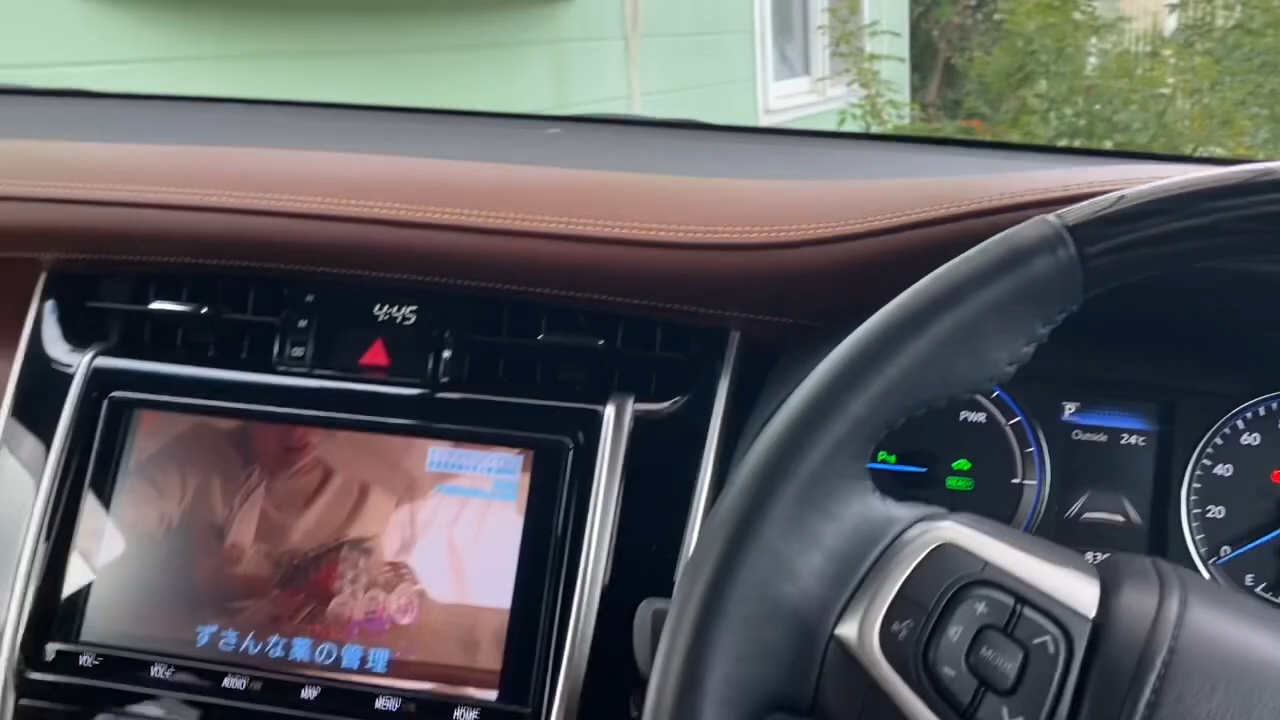 4:45
PWR
P
Outside 24℃
READY
60
40
20
0
E
ずさんな薬の管理
VOL−
VOL+
AUDIO
MAP
MENU
HOME
MODE